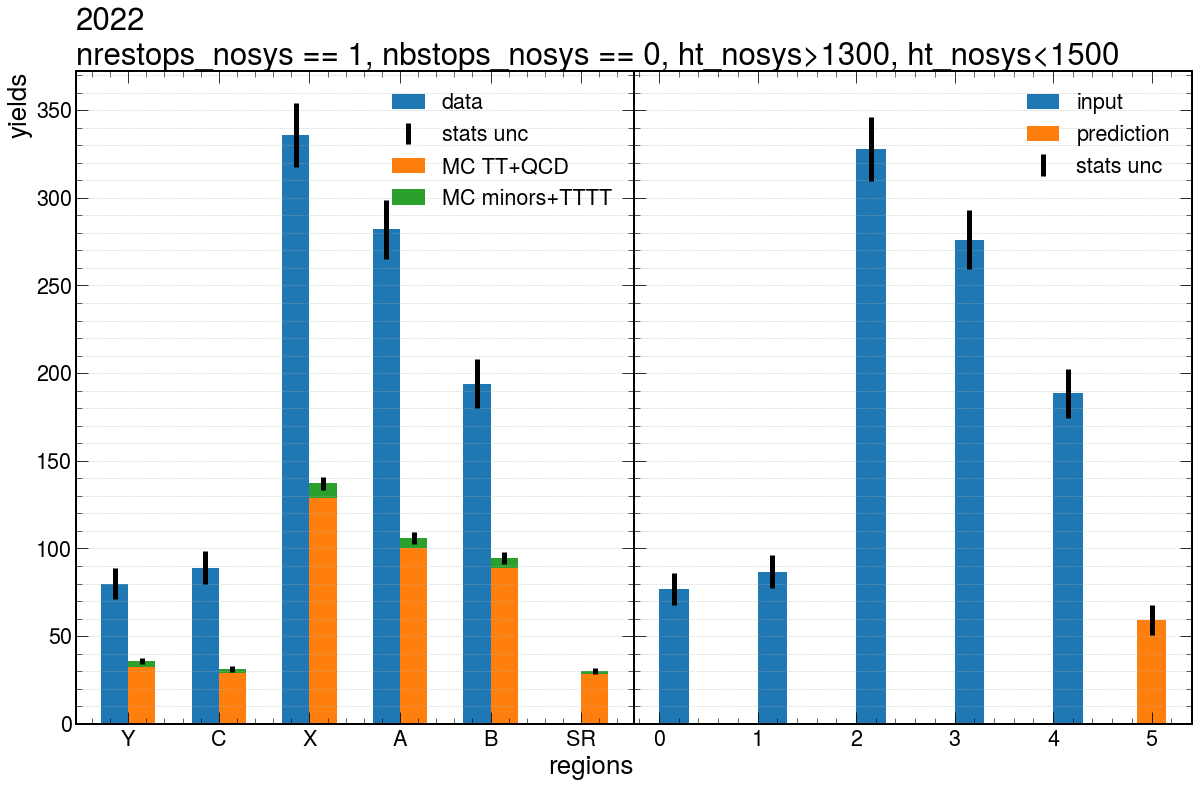 2022
nrestops_nosys == 1, nbstops_nosys == 0, ht_nosys>1300, ht_nosys<1500
yields
350
300
250
200
150
100
50
0
data
stats unc
MC TT+QCD
MC minors+TTTT
input
prediction
stats unc
Y C X A B SR
0 1 2 3 4 5
regions